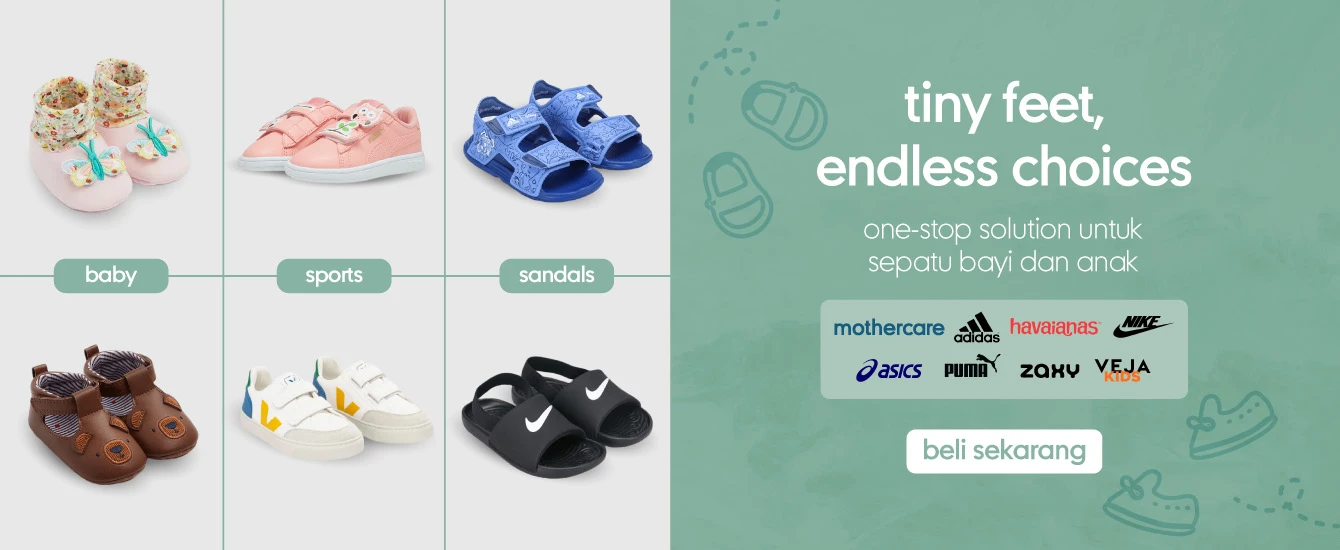 baby
sports
sandals
tiny feet,
endless choices
one-stop solution untuk
sepatu bayi dan anak
mothercare adidas havaianas NIKE
asics PUMA ZAXY VEJA KIDS
beli sekarang